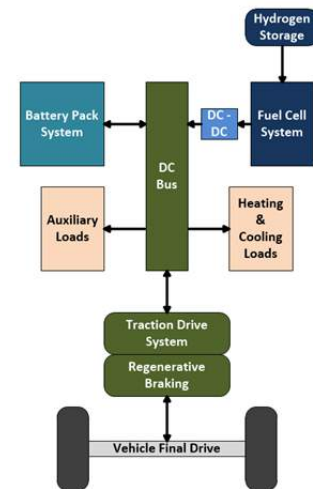 Hydrogen
Storage
Battery Pack
System
DC -
DC
Fuel Cell
System
DC
Bus
Auxiliary
Loads
Heating
&
Cooling
Loads
Traction Drive
System
Regenerative
Braking
Vehicle Final Drive